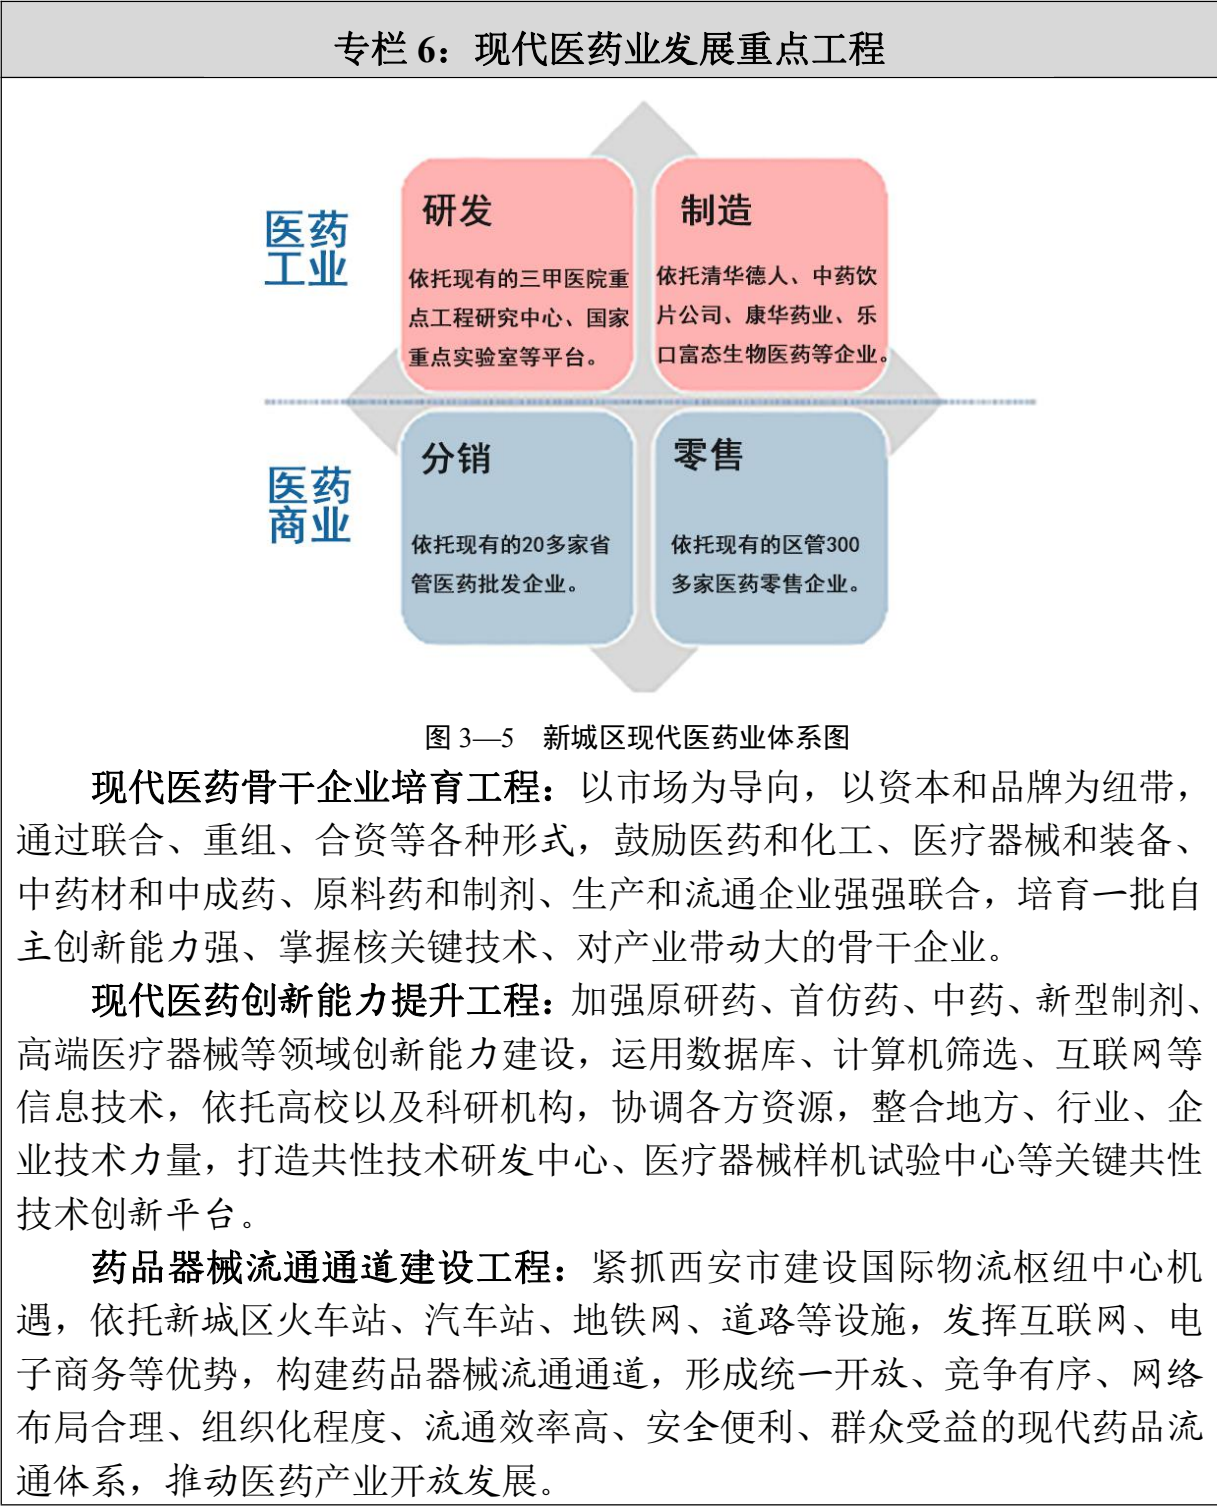 专栏 6：现代医药业发展重点工程
医药
工业
研发
依托现有的三甲医院重
点工程研究中心、国家
重点实验室等平台。
制造
依托清华德人、中药饮
片公司、康华药业、乐
口富态生物医药等企业。
医药
商业
分销
依托现有的20多家省
管医药批发企业。
零售
依托现有的区管300
多家医药零售企业。
图 3—5 新城区现代医药业体系图
现代医药骨干企业培育工程：以市场为导向，以资本和品牌为纽带，
通过联合、重组、合资等各种形式，鼓励医药和化工、医疗器械和装备、
中药材和中成药、原料药和制剂、生产和流通企业强强联合，培育一批自
主创新能力强、掌握核关键技术、对产业带动大的骨干企业。
现代医药创新能力提升工程：加强原研药、首仿药、中药、新型制剂、
高端医疗器械等领域创新能力建设，运用数据库、计算机筛选、互联网等
信息技术，依托高校以及科研机构，协调各方资源，整合地方、行业、企
业技术力量，打造共性技术研发中心、医疗器械样机试验中心等关键共性
技术创新平台。
药品器械流通通道建设工程：紧抓西安市建设国际物流枢纽中心机
遇，依托新城区火车站、汽车站、地铁网、道路等设施，发挥互联网、电
子商务等优势，构建药品器械流通通道，形成统一开放、竞争有序、网络
布局合理、组织化程度、流通效率高、安全便利、群众受益的现代药品流
通体系，推动医药产业开放发展。